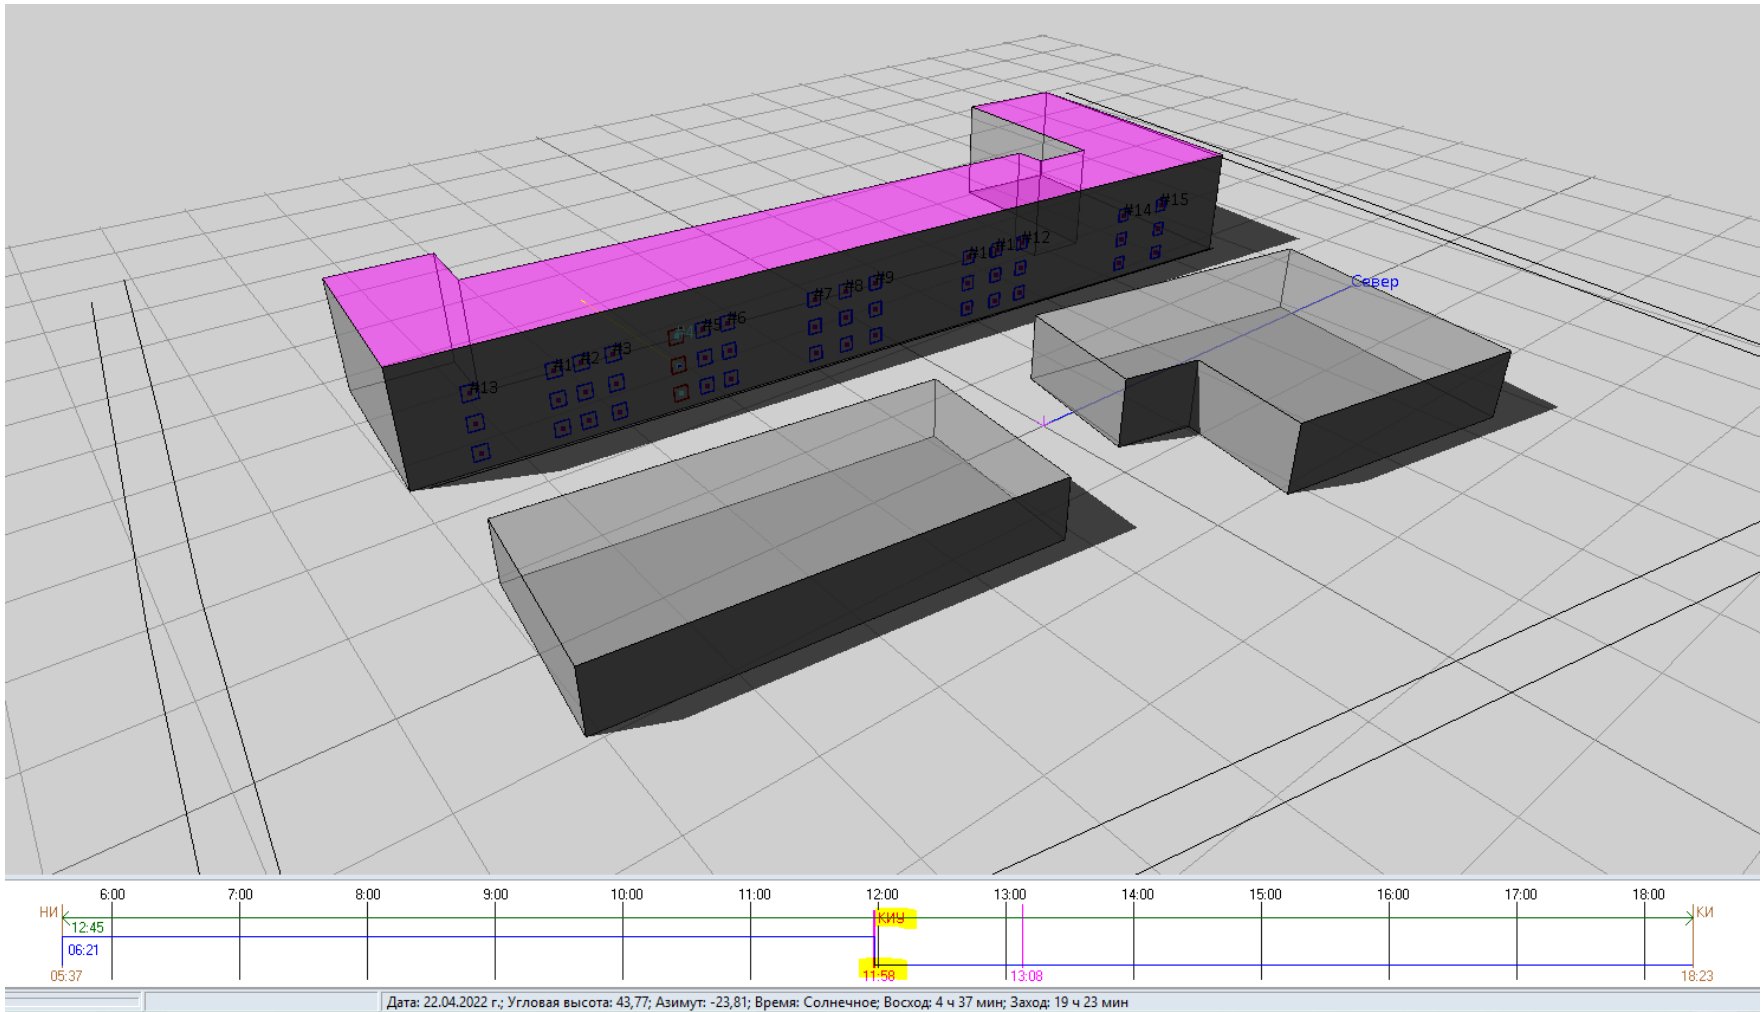 #14 #15
#10 #11 #12
Север
#7 #8 #9
#4 #5 #6
#1 #2 #3
#13
6:00 7:00 8:00 9:00 10:00 11:00 12:00 13:00 14:00 15:00 16:00 17:00 18:00
НИ КИУ КИ
12:45
06:21
05:37 11:58 13:08 18:23
Дата: 22.04.2022 г.; Угловая высота: 43,77; Азимут: -23,81; Время: Солнечное; Восход: 4 ч 37 мин; Заход: 19 ч 23 мин